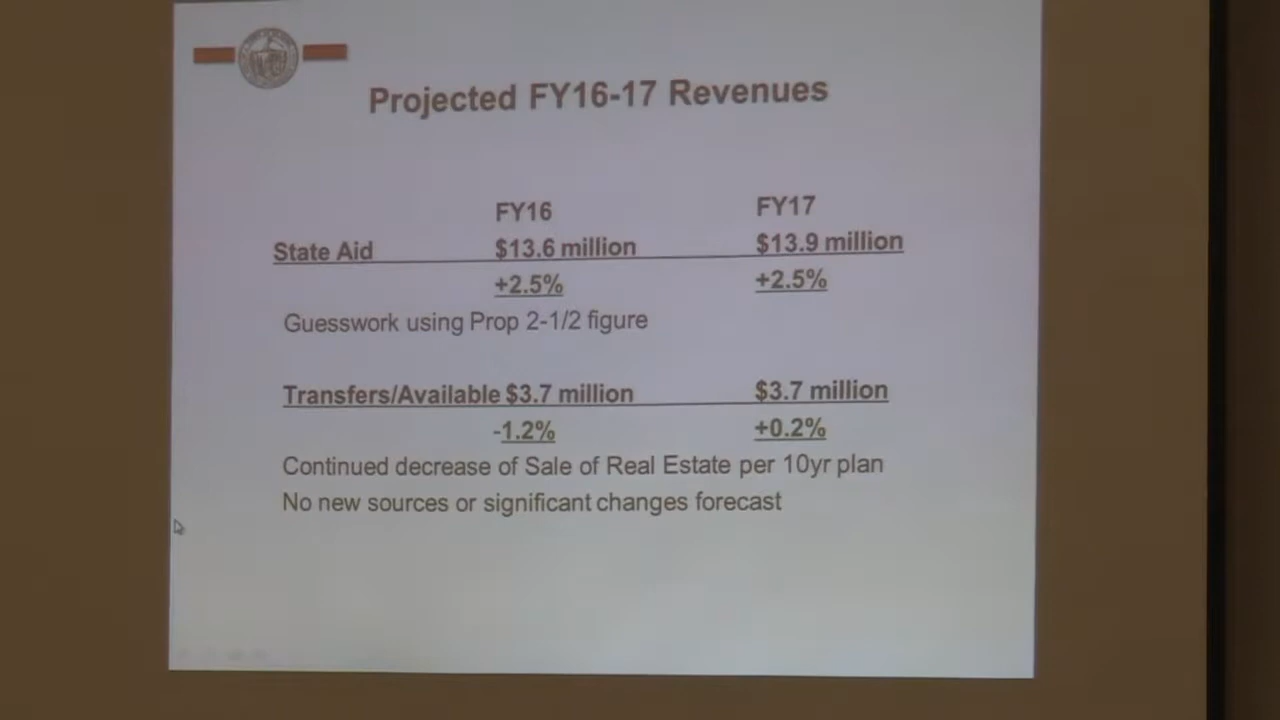 Projected FY16-17 Revenues
FY16 FY17
State Aid $13.6 million $13.9 million
+2.5% +2.5%
Guesswork using Prop 2-1/2 figure
Transfers/Available $3.7 million $3.7 million
-1.2% +0.2%
Continued decrease of Sale of Real Estate per 10yr plan
No new sources or significant changes forecast